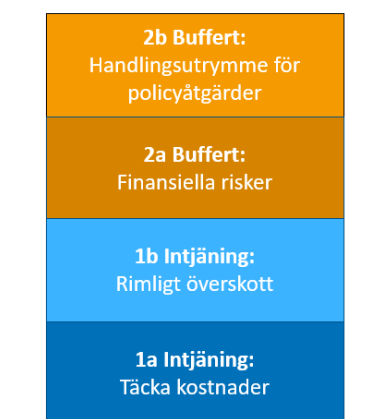 2b Buffert:
Handlingsutrymme för
policyåtgärder
2a Buffert:
Finansiella risker
1b Intjäning:
Rimligt överskott
1a Intjäning:
Täcka kostnader